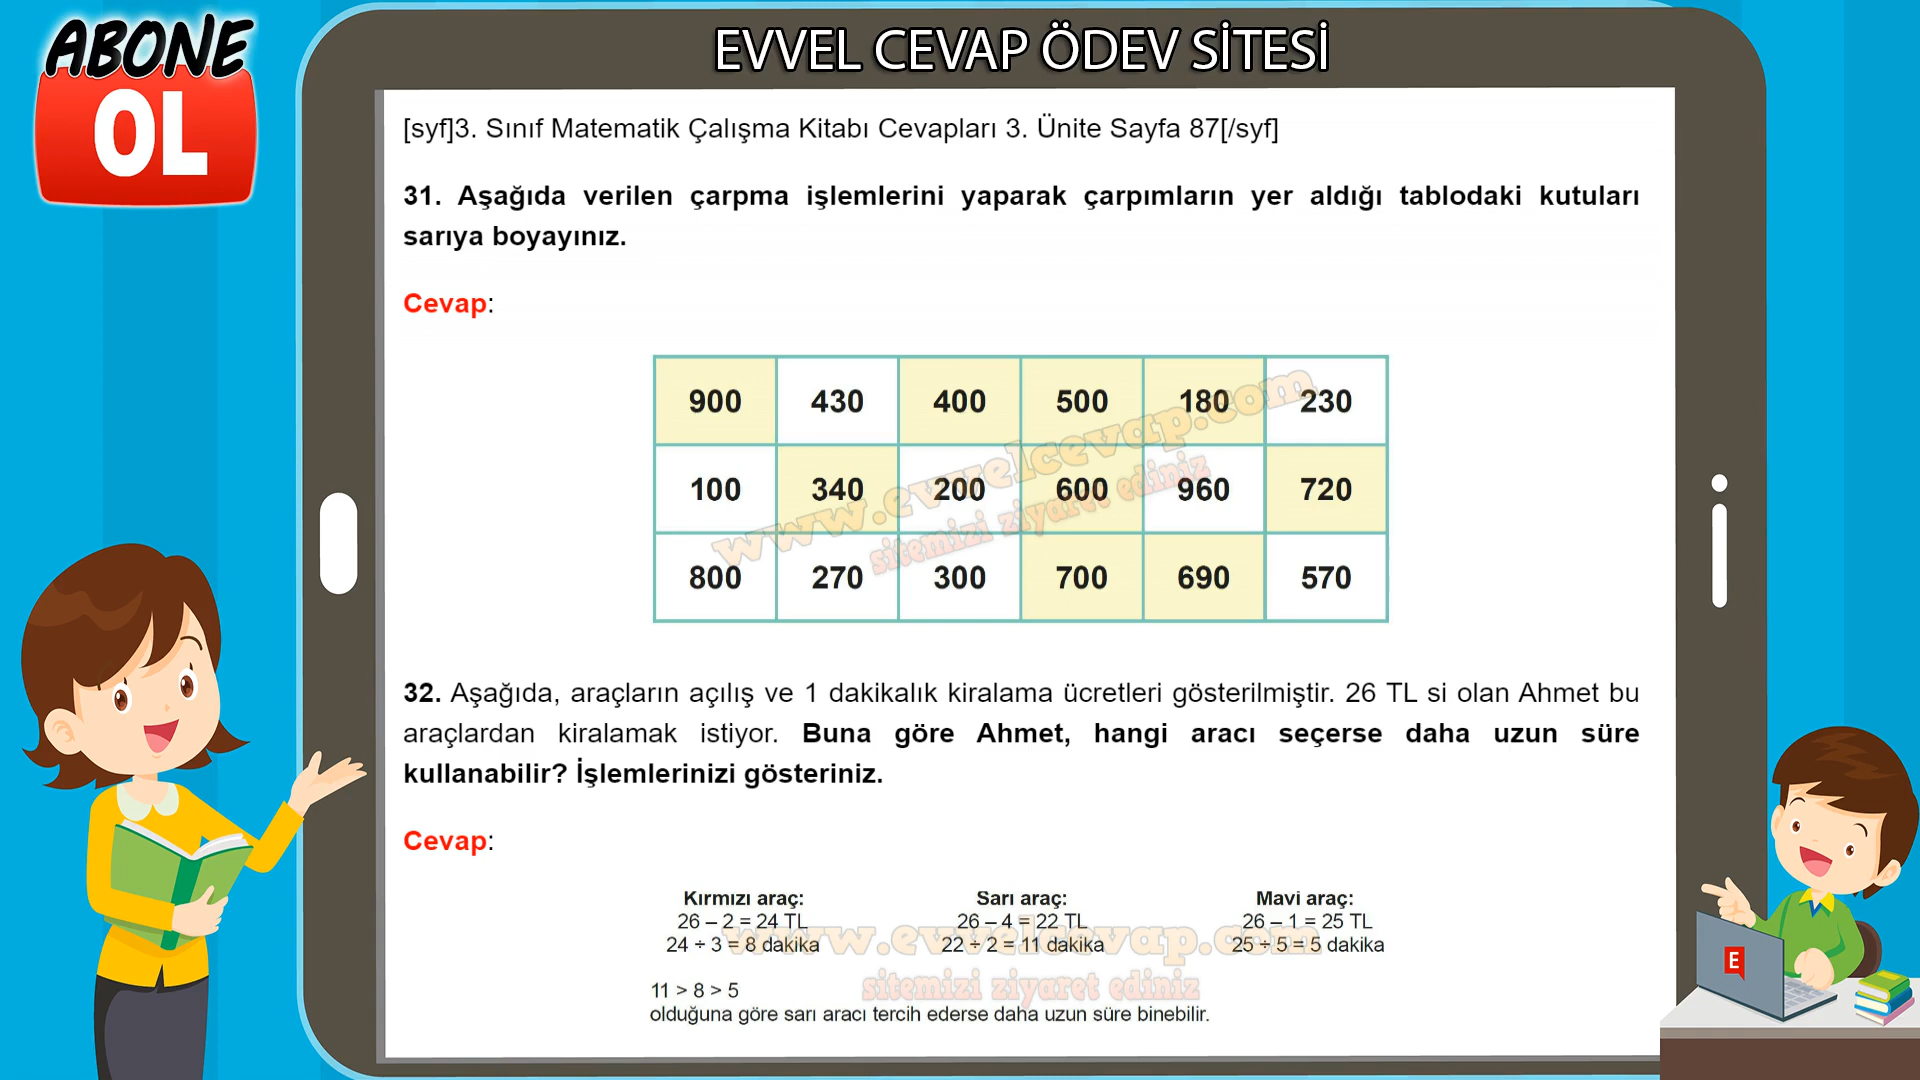 ABONE
OL
EVVEL CEVAP ÖDEV SİTESİ
[syf]3. Sınıf Matematik Çalışma Kitabı Cevapları 3. Ünite Sayfa 87[/syf]
31. Aşağıda verilen çarpma işlemlerini yaparak çarpımların yer aldığı tablodaki kutuları
sarıya boyayınız.
Cevap:
900 430 400 500 180 230
100 340 200 600 960 720
800 270 300 700 690 570
www.evvelcevap.com
sitemizi ziyaret ediniz
32. Aşağıda, araçların açılış ve 1 dakikalık kiralama ücretleri gösterilmiştir. 26 TL si olan Ahmet bu
araçlardan kiralamak istiyor. Buna göre Ahmet, hangi aracı seçerse daha uzun süre
kullanabilir? İşlemlerinizi gösteriniz.
Cevap:
Kırmızı araç: Sarı araç: Mavi araç:
26 – 2 = 24 TL 26 – 4 = 22 TL 26 – 1 = 25 TL
24 ÷ 3 = 8 dakika 22 ÷ 2 = 11 dakika 25 ÷ 5 = 5 dakika
www.evvelcevap.com
sitemizi ziyaret ediniz
11 > 8 > 5
olduğuna göre sarı aracı tercih ederse daha uzun süre binebilir.
E